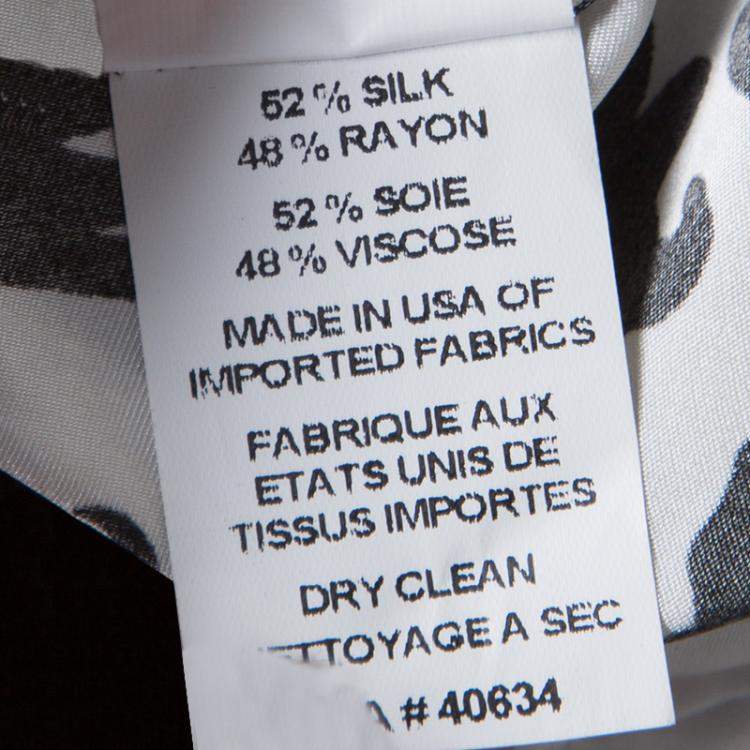 52 % SILK
48 % RAYON
52 % SOIE
48 % VISCOSE
MADE IN USA OF
IMPORTED FABRICS
FABRIQUE AUX
ETATS UNIS DE
TISSUS IMPORTES
DRY CLEAN
ETTOYAGE A SEC
A # 40634